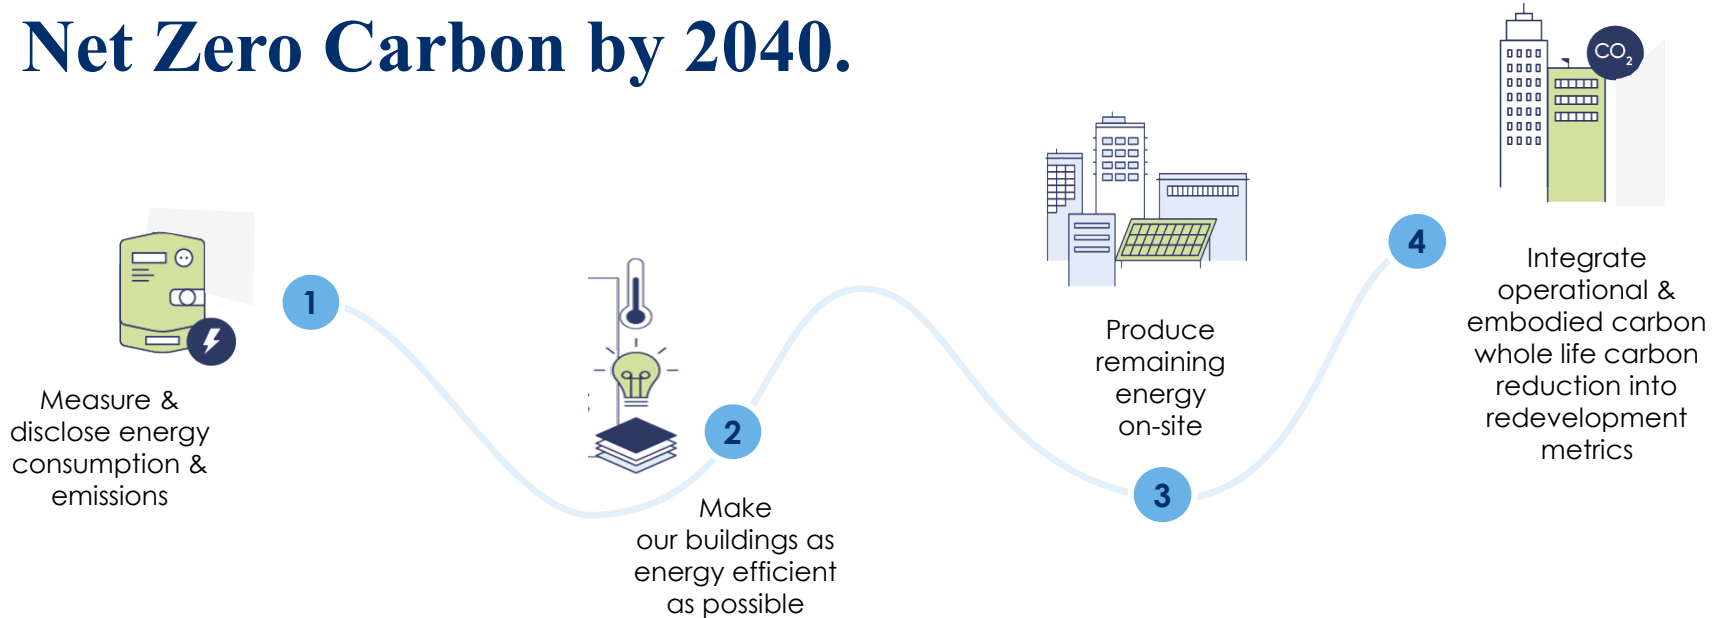 Net Zero Carbon by 2040.
CO2
1
Measure &
disclose energy
consumption &
emissions
2
Make
our buildings as
energy efficient
as possible
Produce
remaining
energy
on-site
3
4
Integrate
operational &
embodied carbon
whole life carbon
reduction into
redevelopment
metrics